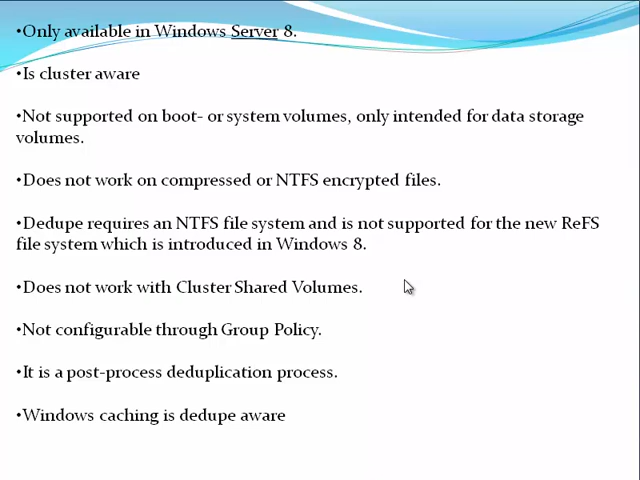 •Only available in Windows Server 8.
•Is cluster aware
•Not supported on boot- or system volumes, only intended for data storage
volumes.
•Does not work on compressed or NTFS encrypted files.
•Dedupe requires an NTFS file system and is not supported for the new ReFS
file system which is introduced in Windows 8.
•Does not work with Cluster Shared Volumes.
•Not configurable through Group Policy.
•It is a post-process deduplication process.
•Windows caching is dedupe aware